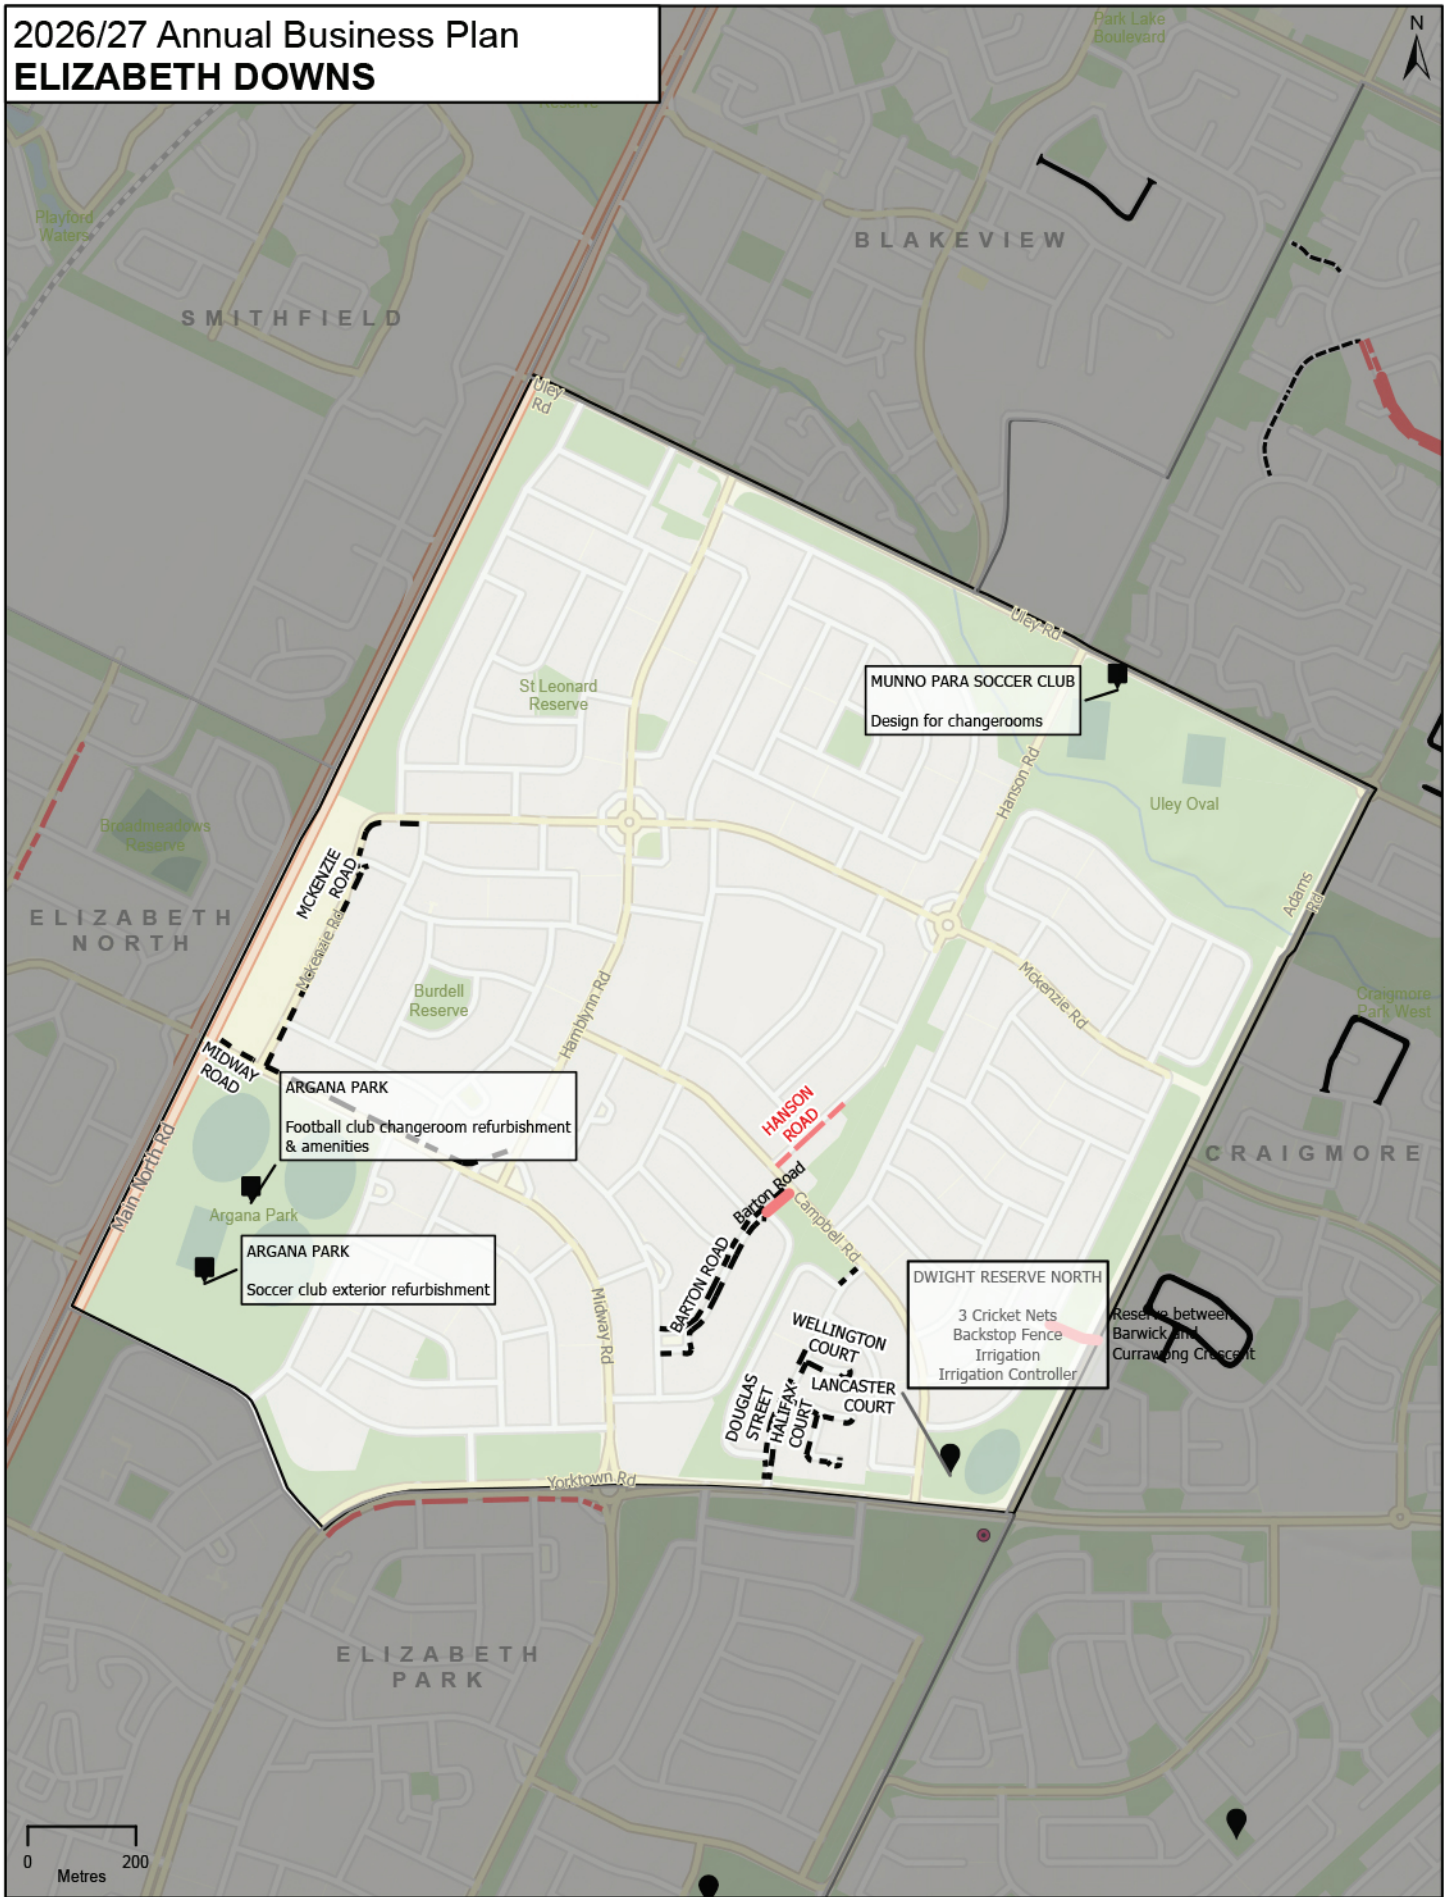 2026/27 Annual Business Plan
ELIZABETH DOWNS
Park Lake
Boulevard
N
Reserve
Playford
Waters
BLAKEVIEW
SMITHFIELD
Uley
Rd
Uley Rd
MUNNO PARA SOCCER CLUB
Design for changerooms
St Leonard
Reserve
Hanson Rd
Uley Oval
Broadmeadows
Reserve
MCKENZIE
ROAD
Mckenzie Rd
Adams
Rd
ELIZABETH
NORTH
Burdell
Reserve
Hamblynn Rd
Mckenzie Rd
Craigmore
Park West
MIDWAY
ROAD
ARGANA PARK
Football club changeroom refurbishment
& amenities
HANSON
ROAD
CRAIGMORE
Main North Rd
Argana Park
Barton Road
Campbell Rd
ARGANA PARK
Soccer club exterior refurbishment
BARTON ROAD
Midway Rd
DWIGHT RESERVE NORTH
3 Cricket Nets
Backstop Fence
Irrigation
Irrigation Controller
Reserve between
Barwick and
Currawong Crescent
WELLINGTON
COURT
LANCASTER
COURT
DOUGLAS
STREET
HALIFAX
COURT
Yorktown Rd
ELIZABETH
PARK
0 200
Metres